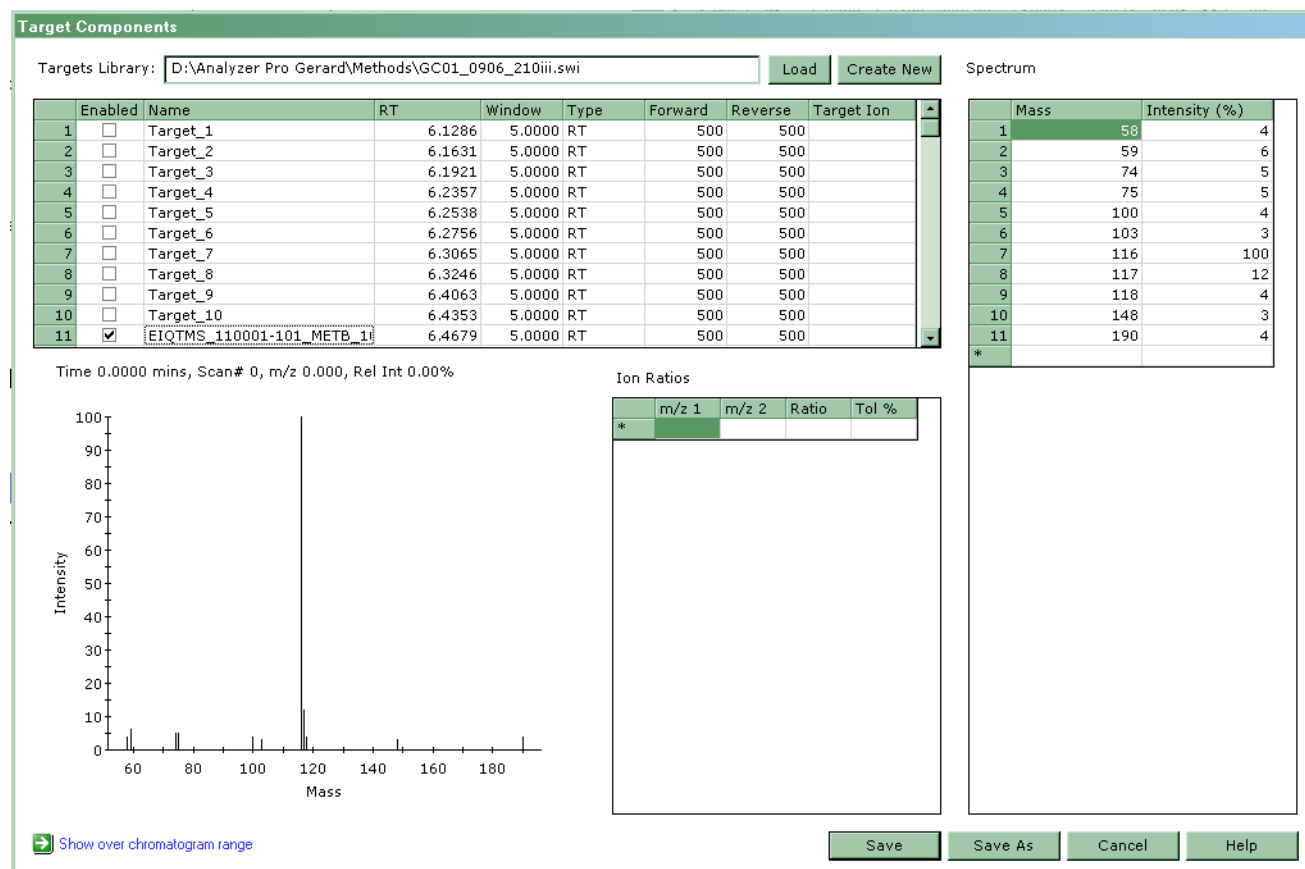 Target Components
Targets Library: D:\Analyzer Pro Gerard\Methods\GC01_0906_210iii.swi Load Create New Spectrum
Enabled Name RT Window Type Forward Reverse Target Ion
1 Target_1 6.1286 5.0000 RT 500 500
2 Target_2 6.1631 5.0000 RT 500 500
3 Target_3 6.1921 5.0000 RT 500 500
4 Target_4 6.2357 5.0000 RT 500 500
5 Target_5 6.2538 5.0000 RT 500 500
6 Target_6 6.2756 5.0000 RT 500 500
7 Target_7 6.3065 5.0000 RT 500 500
8 Target_8 6.3246 5.0000 RT 500 500
9 Target_9 6.4063 5.0000 RT 500 500
10 Target_10 6.4353 5.0000 RT 500 500
11 EIQTMS_110001-101_METB_1 6.4679 5.0000 RT 500 500
Mass Intensity (%)
1 58 4
2 59 6
3 74 5
4 75 5
5 100 4
6 103 3
7 116 100
8 117 12
9 118 4
10 148 3
11 190 4
*
Time 0.0000 mins, Scan# 0, m/z 0.000, Rel Int 0.00%
Intensity
100
90
80
70
60
50
40
30
20
10
0
60 80 100 120 140 160 180
Mass
Ion Ratios
m/z 1 m/z 2 Ratio Tol %
*
Show over chromatogram range
Save Save As Cancel Help